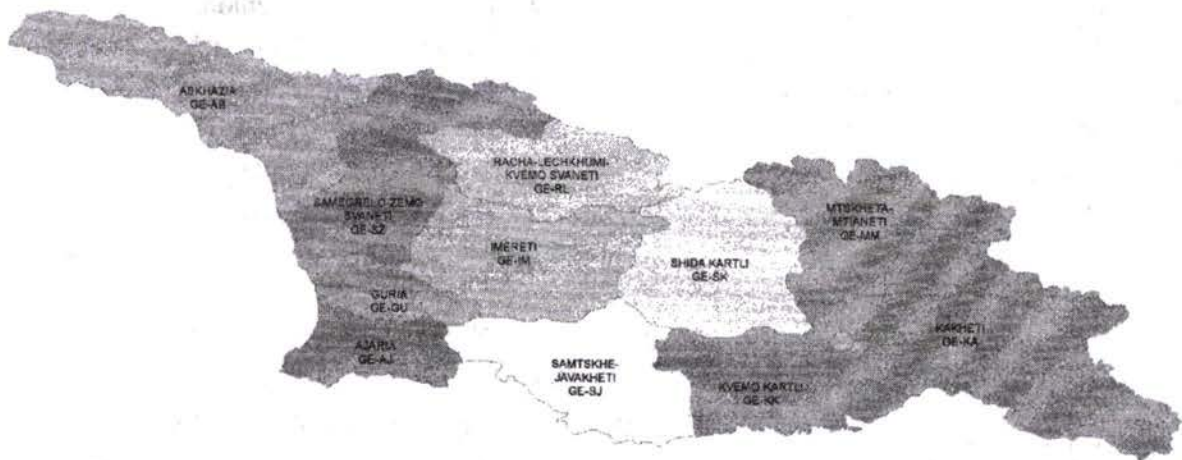 ABKHAZIA
GE-AB
RACHA-LECHKHUMI-
KVEMO SVANETI
GE-RL
SAMEGRELO ZEMO
SVANETI
GE-SZ
MTSKHETA-
MTIANETI
GE-MM
IMERETI
GE-IM
SHIDA KARTLI
GE-SK
GURIA
GE-GU
KAKHETI
GE-KA
AJARIA
GE-AJ
SAMTSKHE-
JAVAKHETI
GE-SJ
KVEMO KARTLI
GE-KK